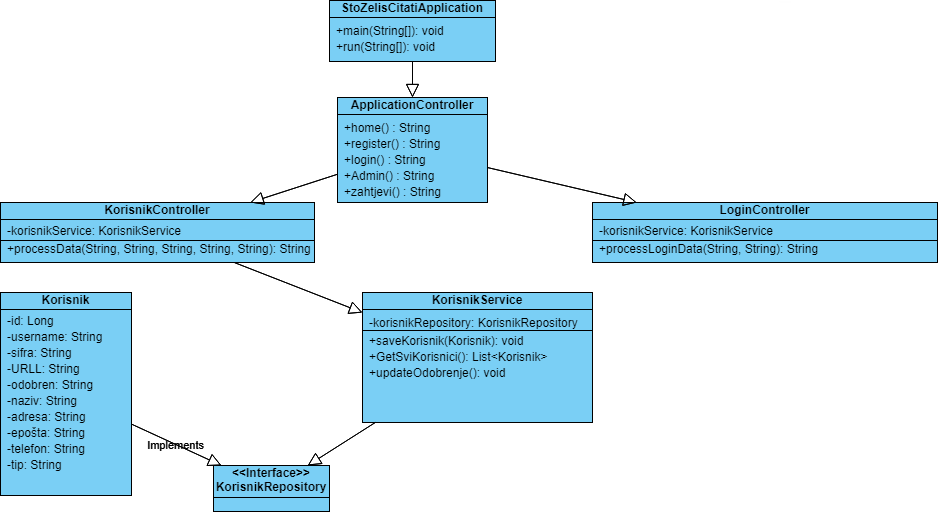 StoZelisCitatiApplication
+main(String[]): void
+run(String[]): void
ApplicationController
+home() : String
+register() : String
+login() : String
+Admin() : String
+zahtjevi() : String
KorisnikController
-korisnikService: KorisnikService
+processData(String, String, String, String, String): String
LoginController
-korisnikService: KorisnikService
+processLoginData(String, String): String
Korisnik
-id: Long
-username: String
-sifra: String
-URLL: String
-odobren: String
-naziv: String
-adresa: String
-epošta: String
-telefon: String
-tip: String
KorisnikService
-korisnikRepository: KorisnikRepository
+saveKorisnik(Korisnik): void
+GetSviKorisnici(): List<Korisnik>
+updateOdobrenje(): void
Implements
<<Interface>>
KorisnikRepository